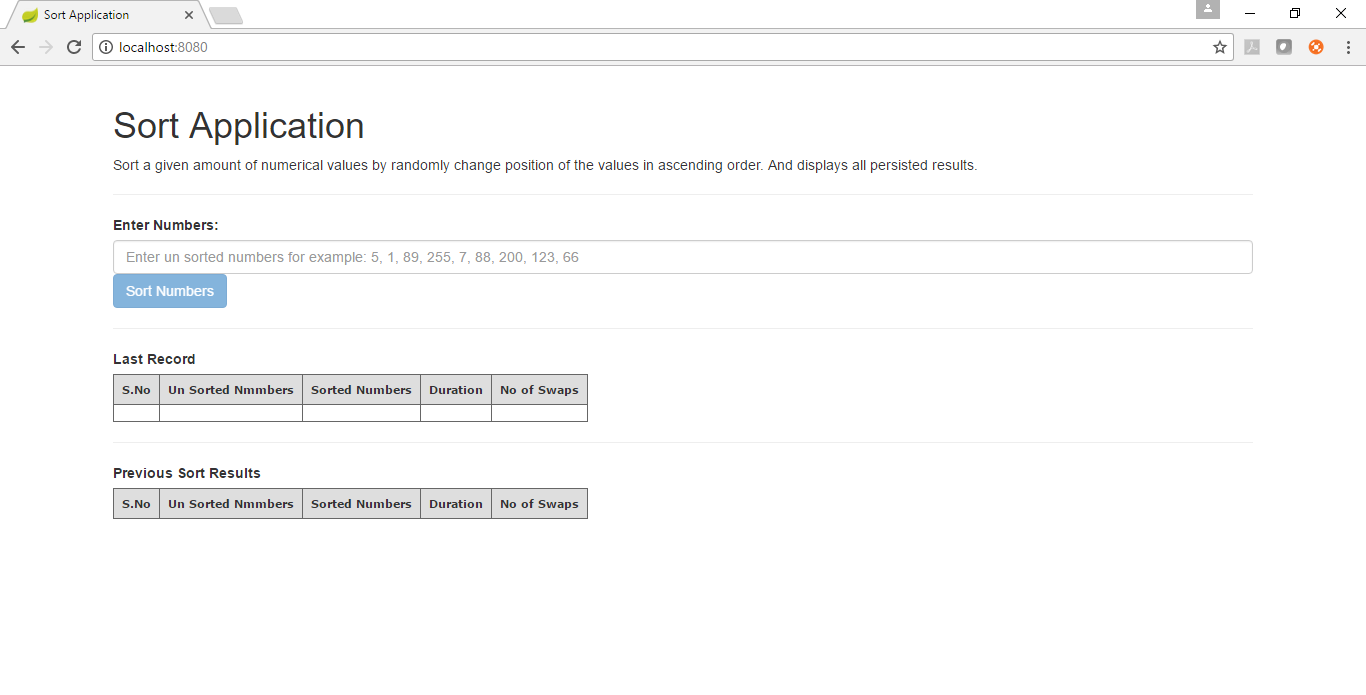 Sort Application
localhost:8080
Sort Application
Sort a given amount of numerical values by randomly change position of the values in ascending order. And displays all persisted results.
Enter Numbers:
Enter un sorted numbers for example: 5, 1, 89, 255, 7, 88, 200, 123, 66
Sort Numbers
Last Record
S.No Un Sorted Nmmbers Sorted Numbers Duration No of Swaps
Previous Sort Results
S.No Un Sorted Nmmbers Sorted Numbers Duration No of Swaps